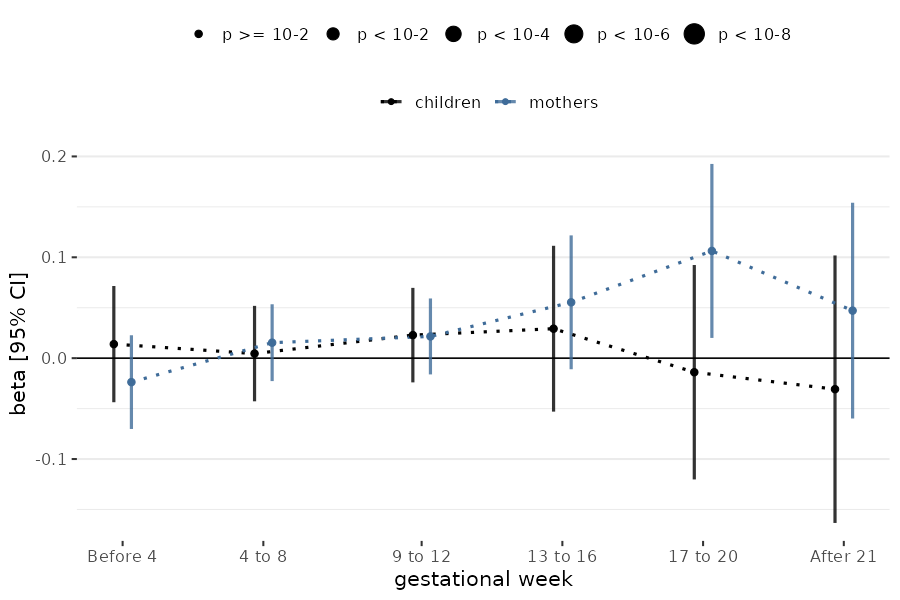 p >= 10-2 p < 10-2 p < 10-4 p < 10-6 p < 10-8
children mothers
beta [95% CI]
0.2
0.1
0.0
-0.1
Before 4 4 to 8 9 to 12 13 to 16 17 to 20 After 21
gestational week